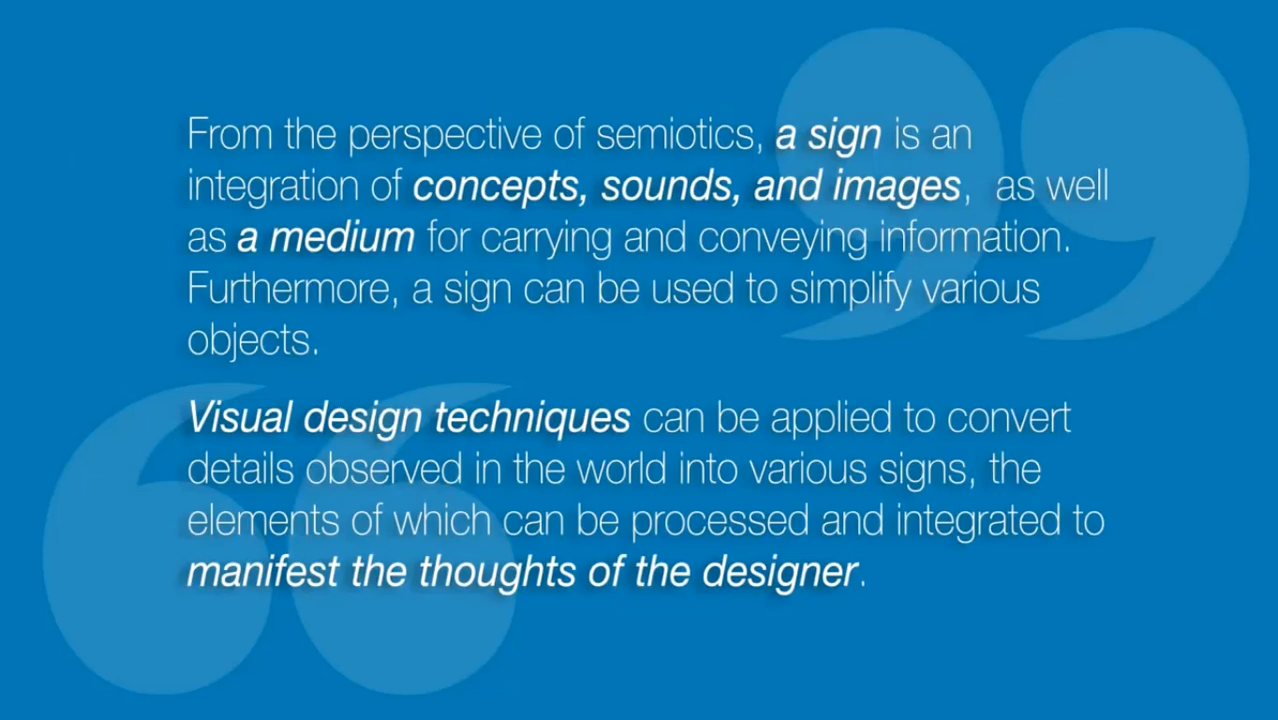 From the perspective of semiotics, a sign is an
integration of concepts, sounds, and images,  as well
as a medium for carrying and conveying information.
Furthermore, a sign can be used to simplify various
objects.
Visual design techniques can be applied to convert
details observed in the world into various signs, the
elements of which can be processed and integrated to
manifest the thoughts of the designer.